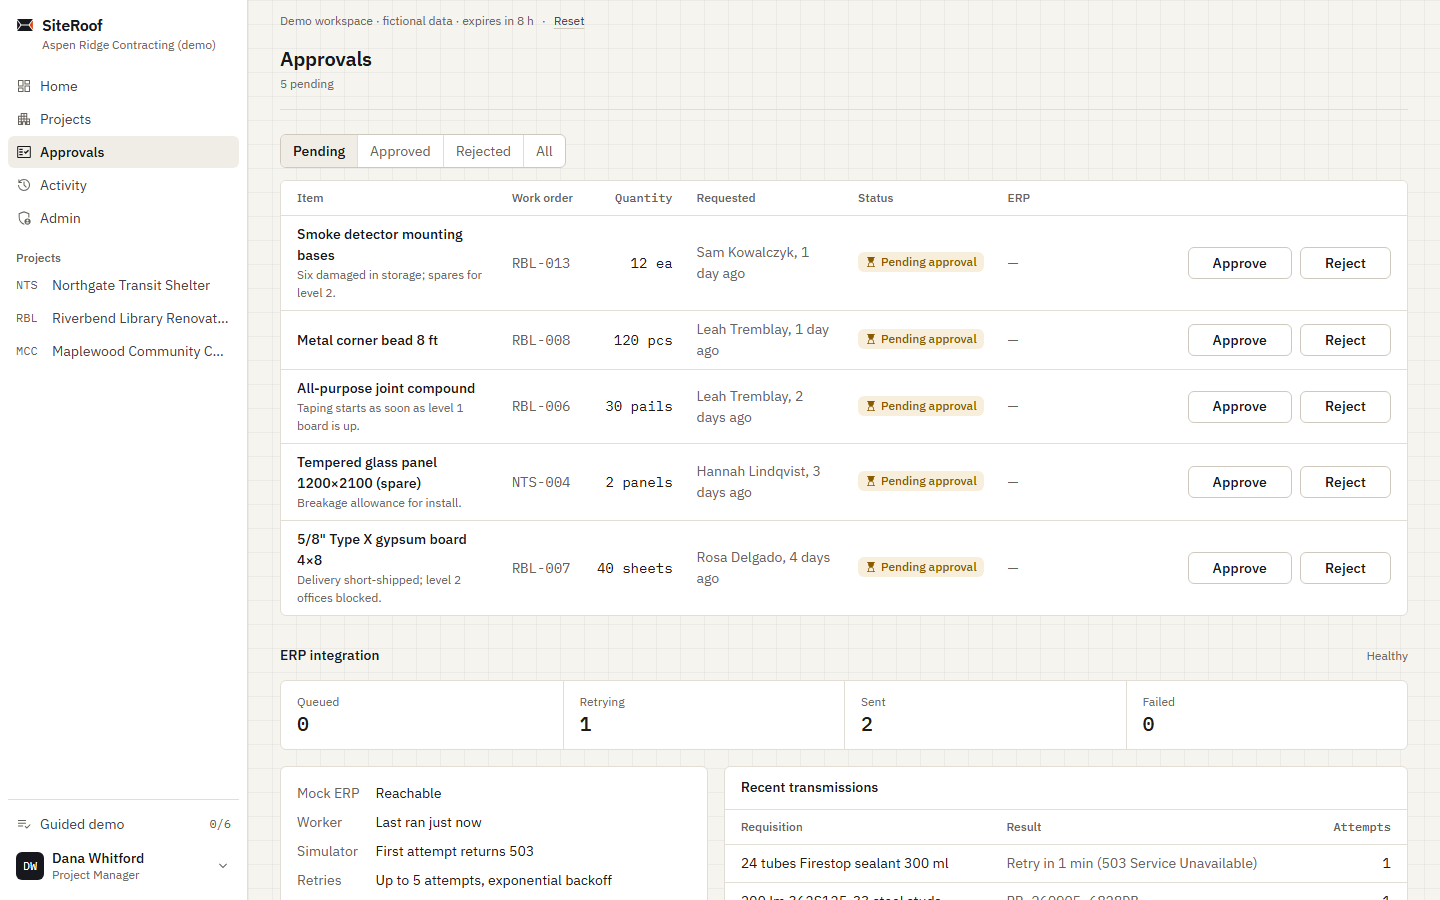 SiteRoof
Aspen Ridge Contracting (demo)
Home
Projects
Approvals
Activity
Admin
Projects
NTS Northgate Transit Shelter
RBL Riverbend Library Renovat...
MCC Maplewood Community C...
Guided demo 0/6
DW Dana Whitford
Project Manager
Demo workspace · fictional data · expires in 8 h · Reset
Approvals
5 pending
Pending Approved Rejected All
Item Work order Quantity Requested Status ERP
Smoke detector mounting
bases
Six damaged in storage; spares for
level 2.
RBL-013 12 ea
Sam Kowalczyk, 1
day ago
Pending approval — Approve Reject
Metal corner bead 8 ft RBL-008 120 pcs
Leah Tremblay, 1 day
ago
Pending approval — Approve Reject
All-purpose joint compound
Taping starts as soon as level 1
board is up.
RBL-006 30 pails
Leah Tremblay, 2
days ago
Pending approval — Approve Reject
Tempered glass panel
1200×2100 (spare)
Breakage allowance for install.
NTS-004 2 panels
Hannah Lindqvist, 3
days ago
Pending approval — Approve Reject
5/8" Type X gypsum board
4×8
Delivery short-shipped; level 2
offices blocked.
RBL-007 40 sheets
Rosa Delgado, 4 days
ago
Pending approval — Approve Reject
ERP integration Healthy
Queued Retrying Sent Failed
0 1 2 0
Mock ERP Reachable
Worker Last ran just now
Simulator First attempt returns 503
Retries Up to 5 attempts, exponential backoff
Recent transmissions
Requisition Result Attempts
24 tubes Firestop sealant 300 ml Retry in 1 min (503 Service Unavailable) 1